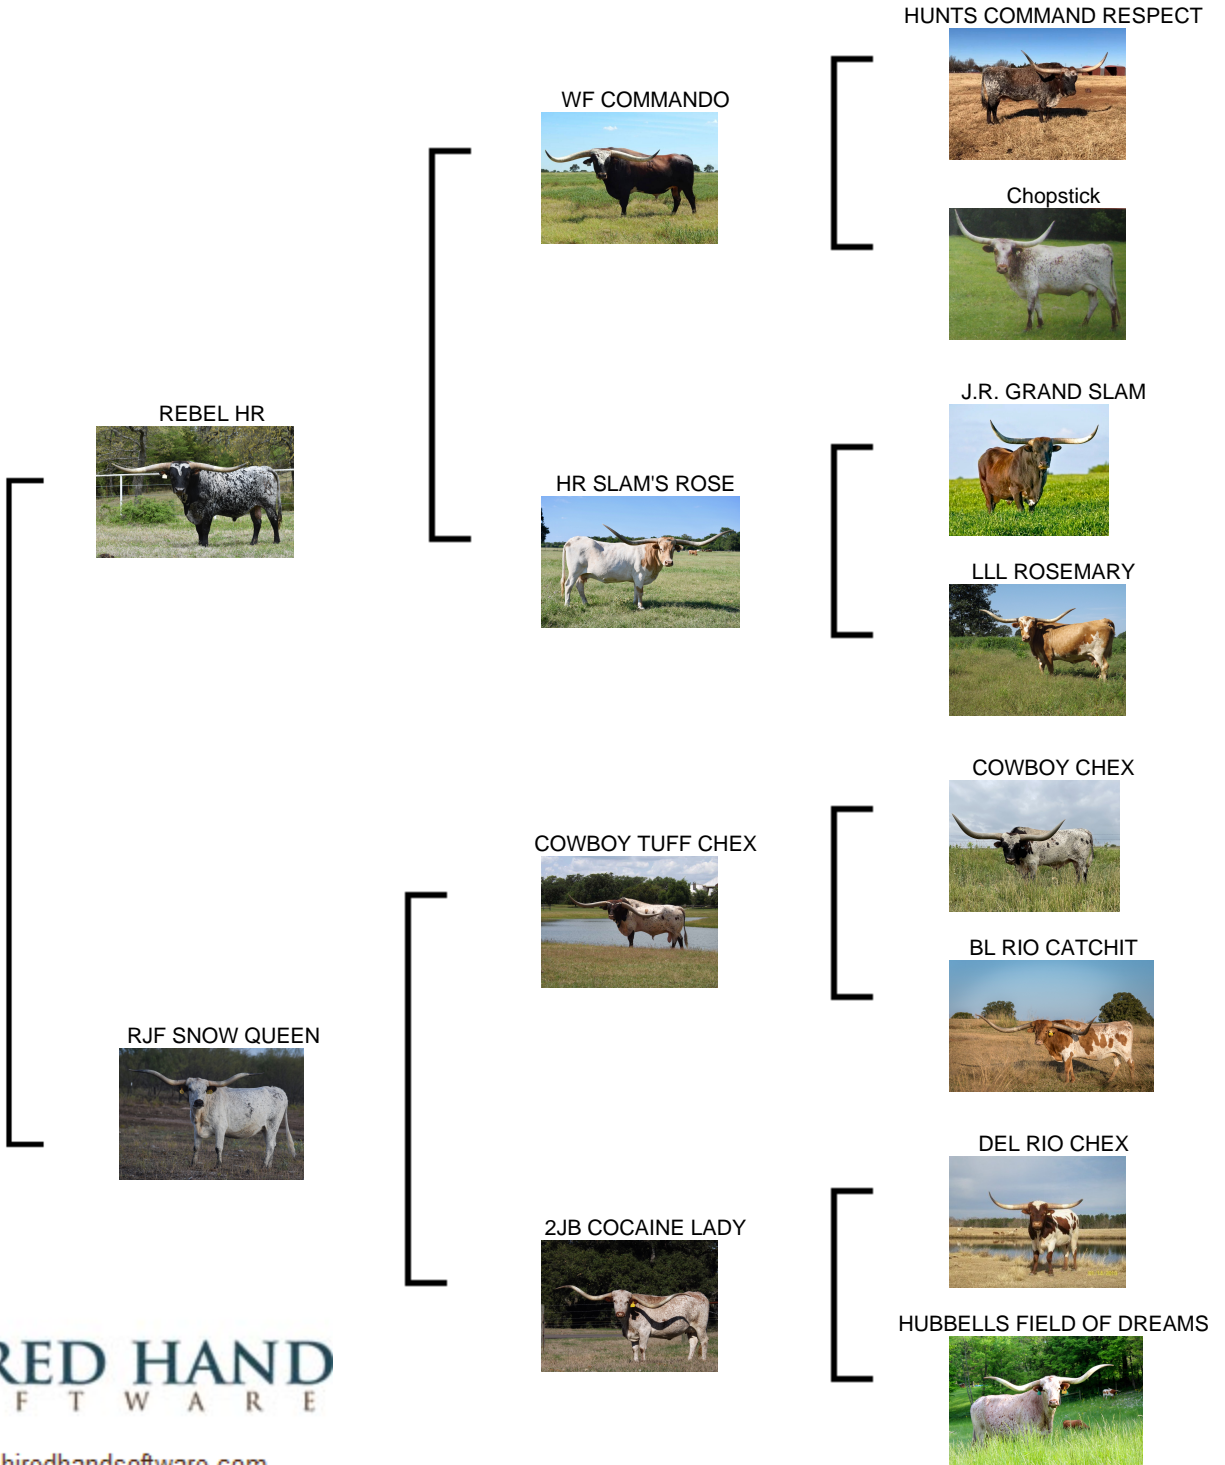 HUNTS COMMAND RESPECT
WF COMMANDO
Chopstick
REBEL HR
J.R. GRAND SLAM
HR SLAM'S ROSE
LLL ROSEMARY
COWBOY CHEX
COWBOY TUFF CHEX
BL RIO CATCHIT
RJF SNOW QUEEN
DEL RIO CHEX
2JB COCAINE LADY
HUBBELLS FIELD OF DREAMS
RED HAND
F T W A R E
hiredhandsoftware.com